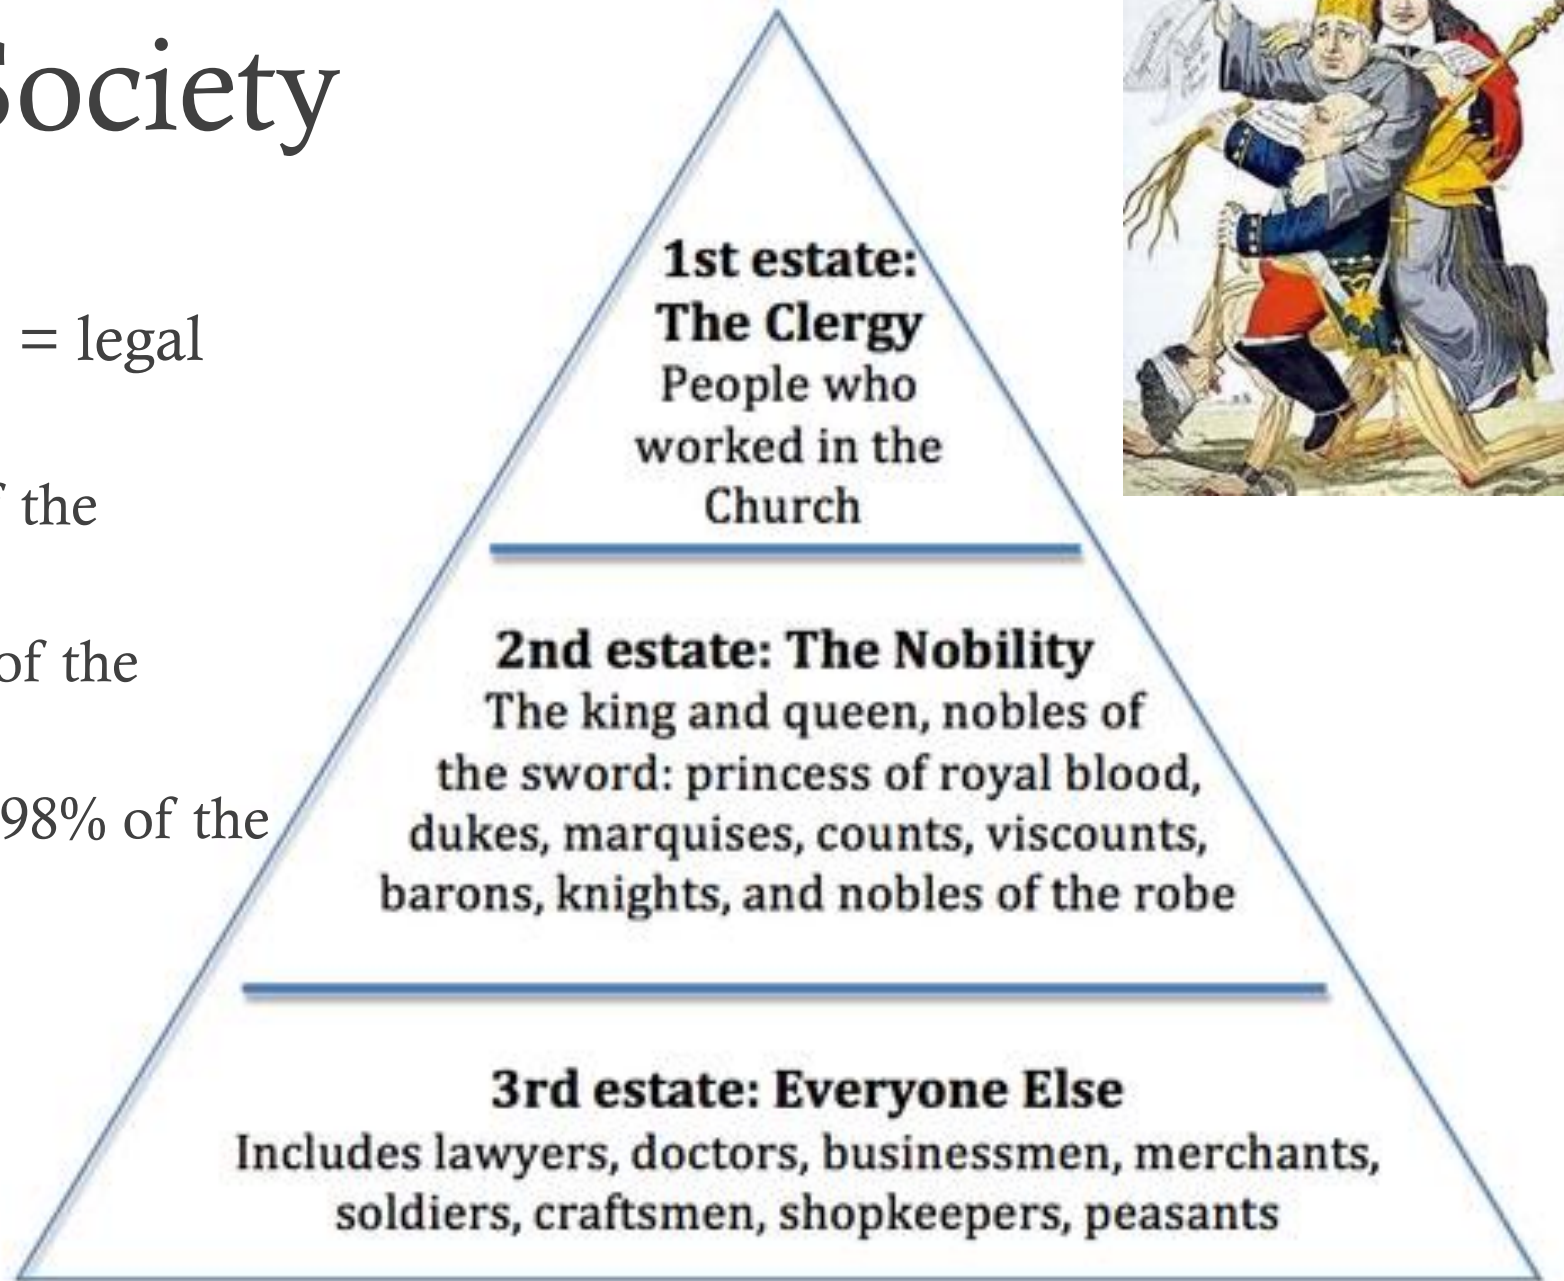 Society
= legal
the
of the
98% of the
1st estate:
The Clergy
People who
worked in the
Church
2nd estate: The Nobility
The king and queen, nobles of
the sword: princess of royal blood,
dukes, marquises, counts, viscounts,
barons, knights, and nobles of the robe
3rd estate: Everyone Else
Includes lawyers, doctors, businessmen, merchants,
soldiers, craftsmen, shopkeepers, peasants